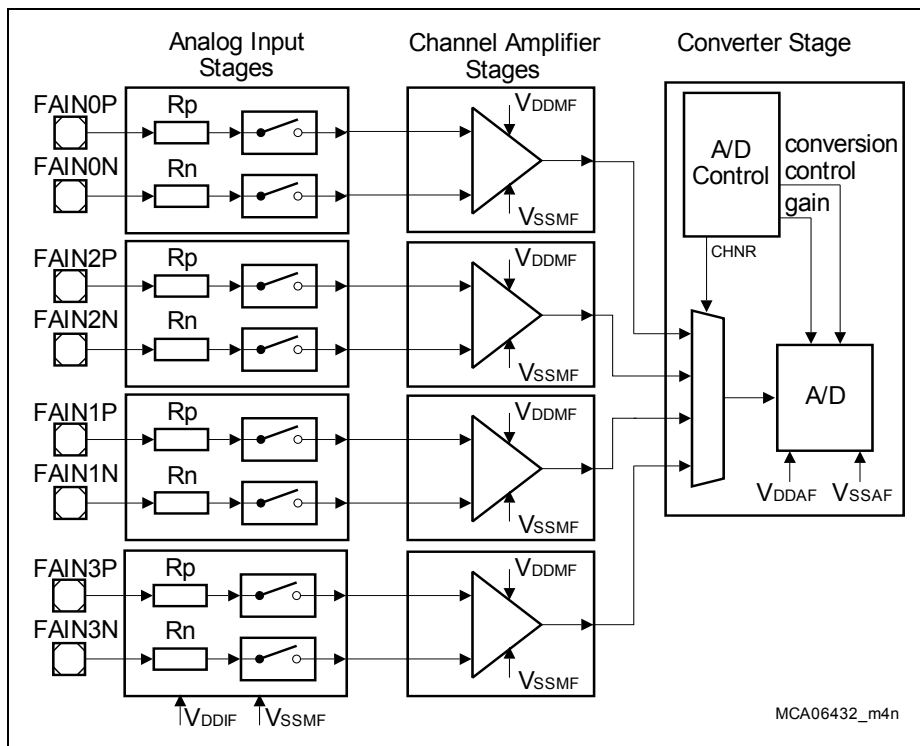 Analog Input
Stages
Channel Amplifier
Stages
Converter Stage
FAIN0P
Rp
VDDMF
FAIN0N
Rn
VSSMF
A/D
Control
conversion
control
gain
CHNR
FAIN2P
Rp
VDDMF
FAIN2N
Rn
VSSMF
A/D
VDDAF
VSSAF
FAIN1P
Rp
VDDMF
FAIN1N
Rn
VSSMF
FAIN3P
Rp
VDDMF
FAIN3N
Rn
VSSMF
VDDIF
VSSMF
MCA06432_m4n